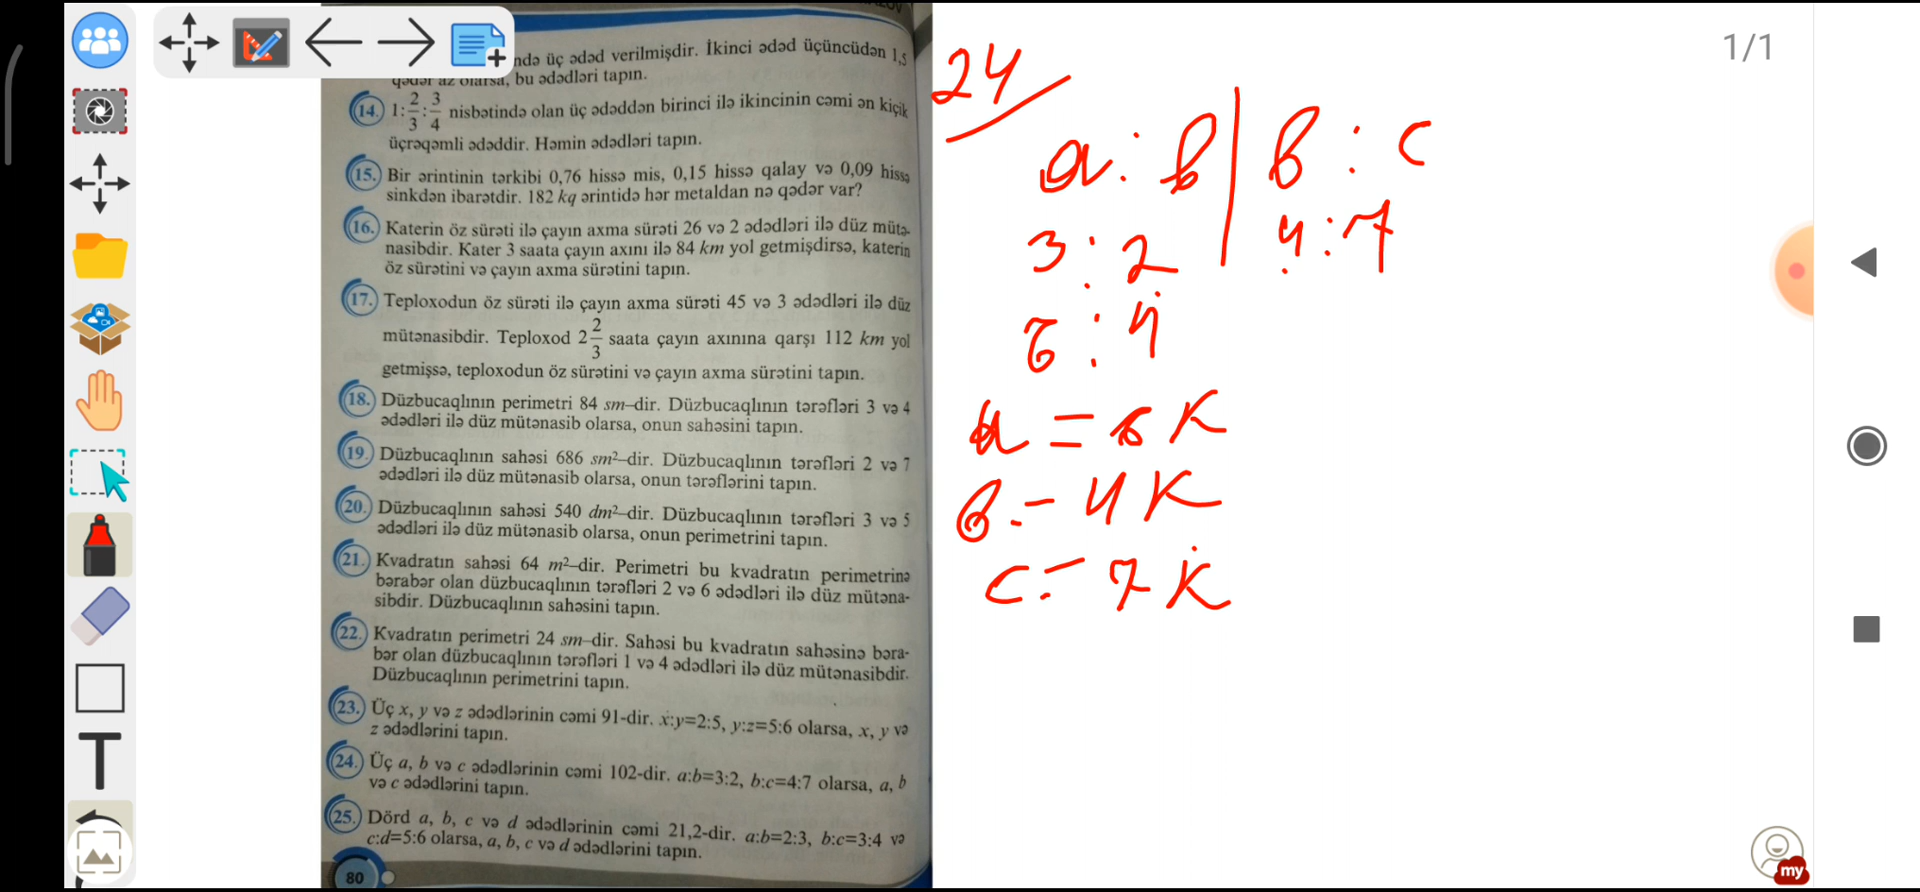 ndə üç ədəd verilmişdir. İkinci ədəd üçüncüdən 1,5
qədər az olarsa, bu ədədləri tapın.
14. 1:2/3:3/4 nisbətində olan üç ədəddən birinci ilə ikincinin cəmi ən kiçik
üçrəqəmli ədəddir. Həmin ədədləri tapın.
15. Bir ərintinin tərkibi 0,76 hissə mis, 0,15 hissə qalay və 0,09 hissə
sinkdən ibarətdir. 182 kq ərintidə hər metaldan nə qədər var?
16. Katerin öz sürəti ilə çayın axma sürəti 26 və 2 ədədləri ilə düz mütə-
nasibdir. Kater 3 saata çayın axını ilə 84 km yol getmişdirsə, katerin
öz sürətini və çayın axma sürətini tapın.
17. Teploxodun öz sürəti ilə çayın axma sürəti 45 və 3 ədədləri ilə düz
mütənasibdir. Teploxod 2 2/3 saata çayın axınına qarşı 112 km yol
getmişsə, teploxodun öz sürətini və çayın axma sürətini tapın.
18. Düzbucaqlının perimetri 84 sm–dir. Düzbucaqlının tərəfləri 3 və 4
ədədləri ilə düz mütənasib olarsa, onun sahəsini tapın.
19. Düzbucaqlının sahəsi 686 sm²–dir. Düzbucaqlının tərəfləri 2 və 7
ədədləri ilə düz mütənasib olarsa, onun tərəflərini tapın.
20. Düzbucaqlının sahəsi 540 dm²–dir. Düzbucaqlının tərəfləri 3 və 5
ədədləri ilə düz mütənasib olarsa, onun perimetrini tapın.
21. Kvadratın sahəsi 64 m²–dir. Perimetri bu kvadratın perimetrinə
bərabər olan düzbucaqlının tərəfləri 2 və 6 ədədləri ilə düz mütəna-
sibdir. Düzbucaqlının sahəsini tapın.
22. Kvadratın perimetri 24 sm–dir. Sahəsi bu kvadratın sahəsinə bəra-
bər olan düzbucaqlının tərəfləri 1 və 4 ədədləri ilə düz mütənasibdir.
Düzbucaqlının perimetrini tapın.
23. Üç x, y və z ədədlərinin cəmi 91-dir. x:y=2:5, y:z=5:6 olarsa, x, y və
z ədədlərini tapın.
24. Üç a, b və c ədədlərinin cəmi 102-dir. a:b=3:2, b:c=4:7 olarsa, a, b
və c ədədlərini tapın.
25. Dörd a, b, c və d ədədlərinin cəmi 21,2-dir. a:b=2:3, b:c=3:4 və
c:d=5:6 olarsa, a, b, c və d ədədlərini tapın.
80
24
a : b | b : c
3 : 2 4 : 7
6 : 4
a = 6 K
b = 4 K
c = 7 K
1/1
T
my